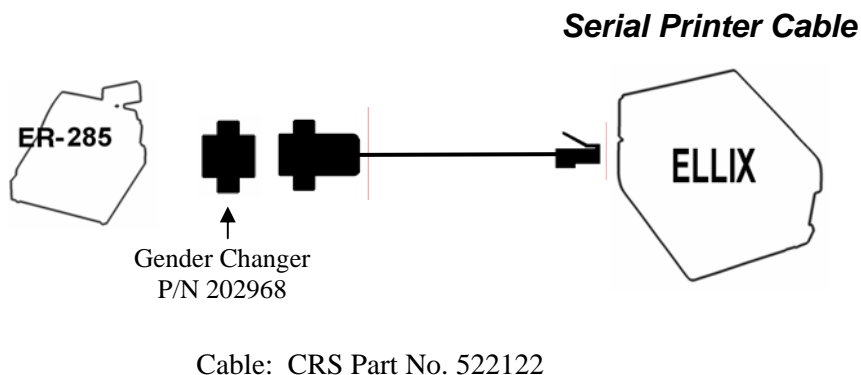 Serial Printer Cable
ER-285
ELLIX
Gender Changer
P/N 202968
Cable: CRS Part No. 522122